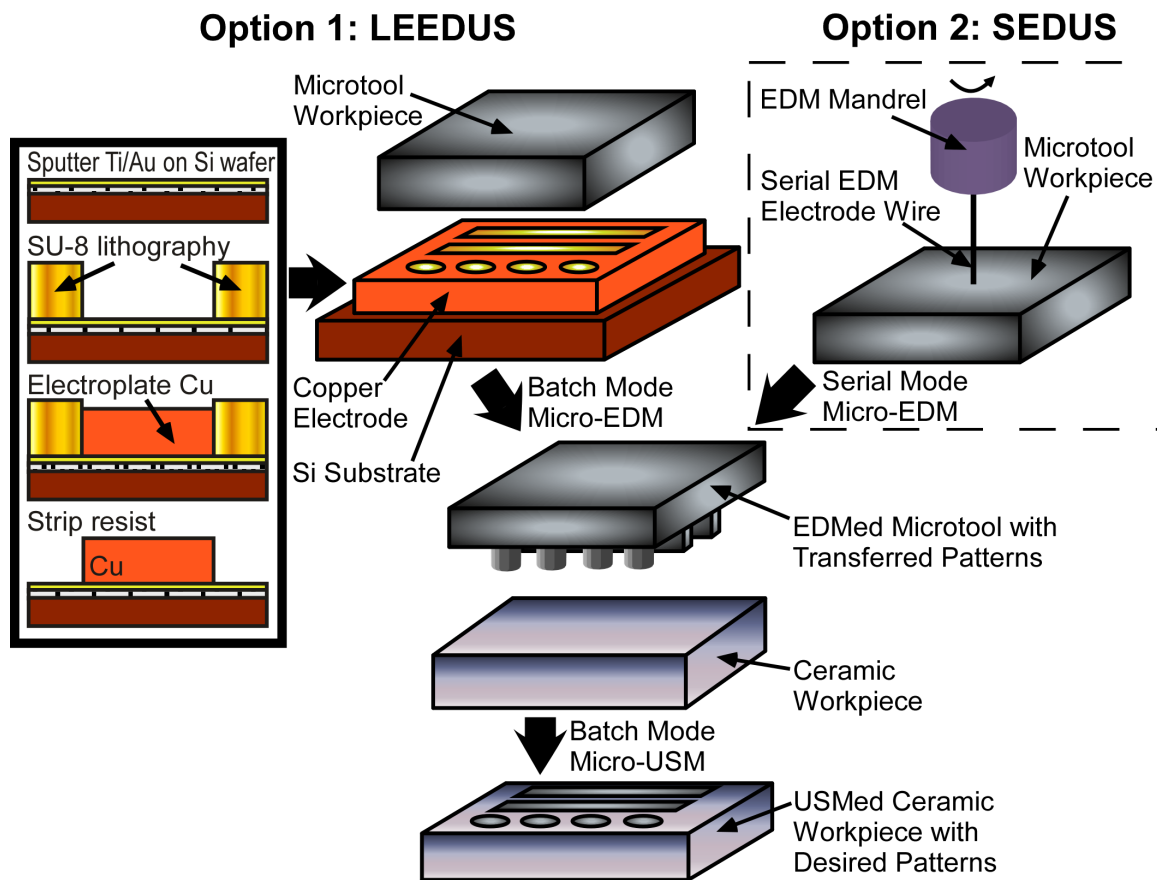 Option 1: LEEDUS
Option 2: SEDUS
Sputter Ti/Au on Si wafer
SU-8 lithography
Electroplate Cu
Strip resist
Cu
Microtool
Workpiece
Copper
Electrode
Si Substrate
Batch Mode
Micro-EDM
EDM Mandrel
Serial EDM
Electrode Wire
Microtool
Workpiece
Serial Mode
Micro-EDM
EDMed Microtool with
Transferred Patterns
Ceramic
Workpiece
Batch Mode
Micro-USM
USMed Ceramic
Workpiece with
Desired Patterns